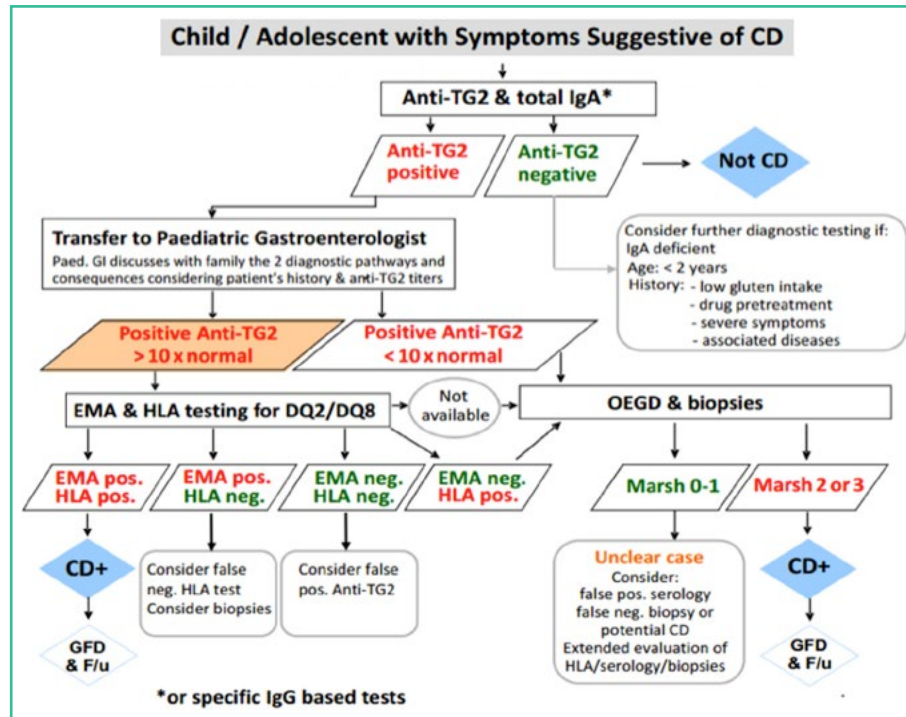 Child / Adolescent with Symptoms Suggestive of CD
Anti-TG2 & total IgA*
Anti-TG2
positive
Anti-TG2
negative
Not CD
Transfer to Paediatric Gastroenterologist
Paed. GI discusses with family the 2 diagnostic pathways and
consequences considering patient's history & anti-TG2 titers
Consider further diagnostic testing if:
IgA deficient
Age: < 2 years
History: - low gluten intake
- drug pretreatment
- severe symptoms
- associated diseases
Positive Anti-TG2
> 10 x normal
Positive Anti-TG2
< 10 x normal
EMA & HLA testing for DQ2/DQ8
Not
available
OEGD & biopsies
EMA pos.
HLA pos.
EMA pos.
HLA neg.
EMA neg.
HLA neg.
EMA neg.
HLA pos.
Marsh 0-1
Marsh 2 or 3
CD+
Consider false
neg. HLA test
Consider biopsies
Consider false
pos. Anti-TG2
Unclear case
Consider:
false pos. serology
false neg. biopsy or
potential CD
Extended evaluation of
HLA/serology/biopsies
CD+
GFD
& F/u
GFD
& F/u
*or specific IgG based tests